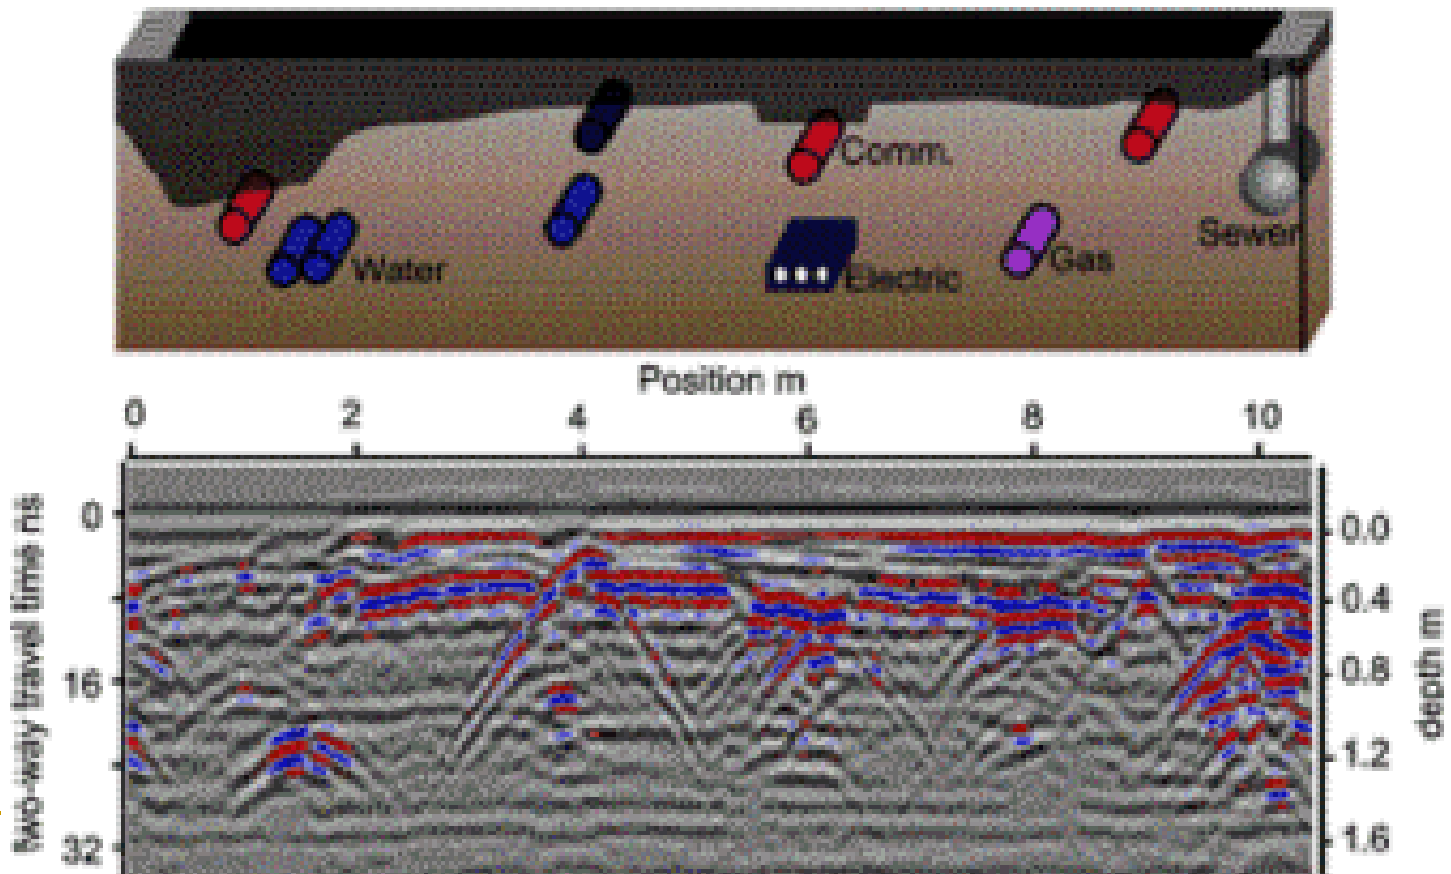 Comm.
Sewer
Water
Electric
Gas
Position m
0 2 4 6 8 10
two-way travel time ns
0
16
32
0.0
0.4
0.8
1.2
1.6
depth m